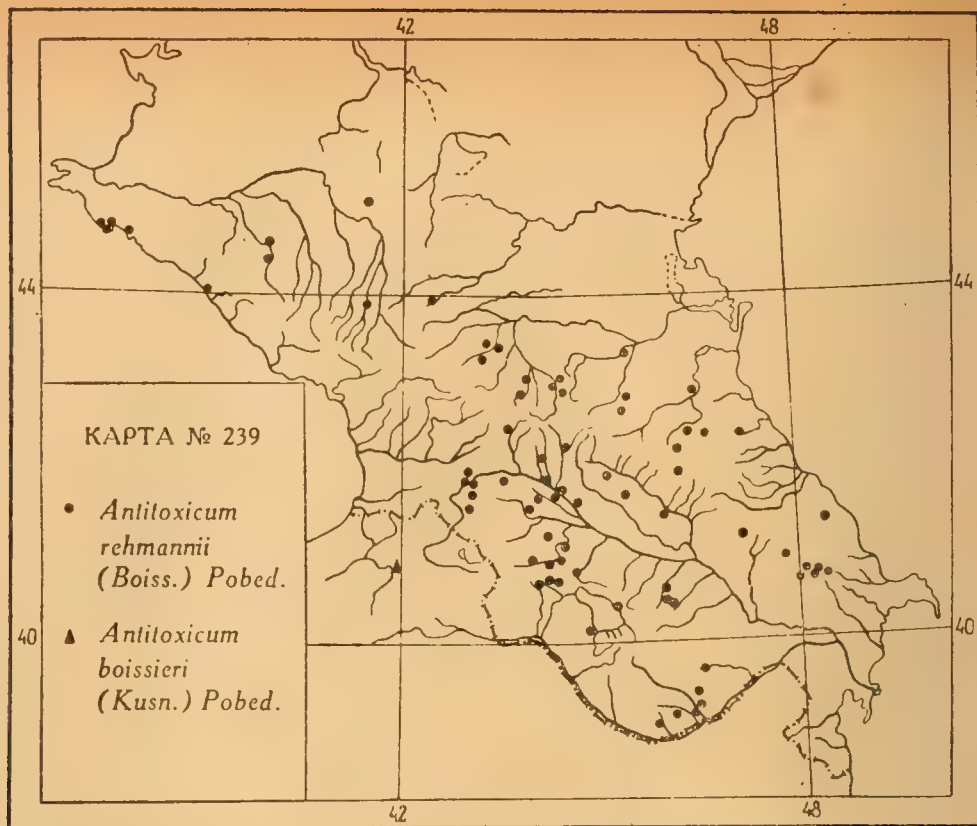 42 48
44 44
КАРТА № 239
Antitoxicum
rehmannii
(Boiss.) Pobed.
Antitoxicum
boissieri
(Kusn.) Pobed.
40 40
42 48